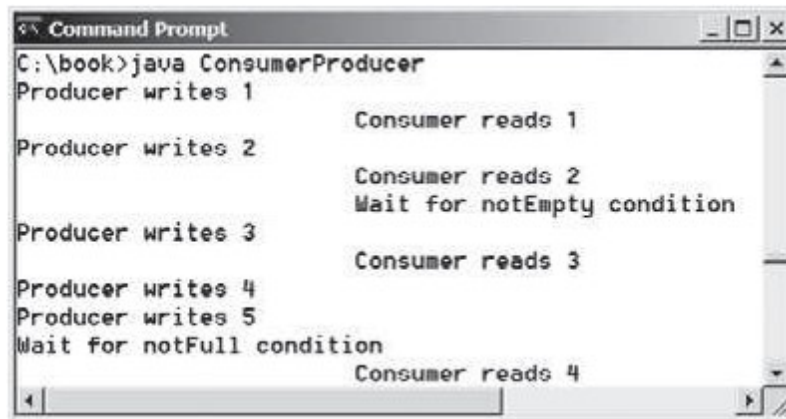 Command Prompt
C:\book>java ConsumerProducer
Producer writes 1
Consumer reads 1
Producer writes 2
Consumer reads 2
Wait for notEmpty condition
Producer writes 3
Consumer reads 3
Producer writes 4
Producer writes 5
Wait for notFull condition
Consumer reads 4